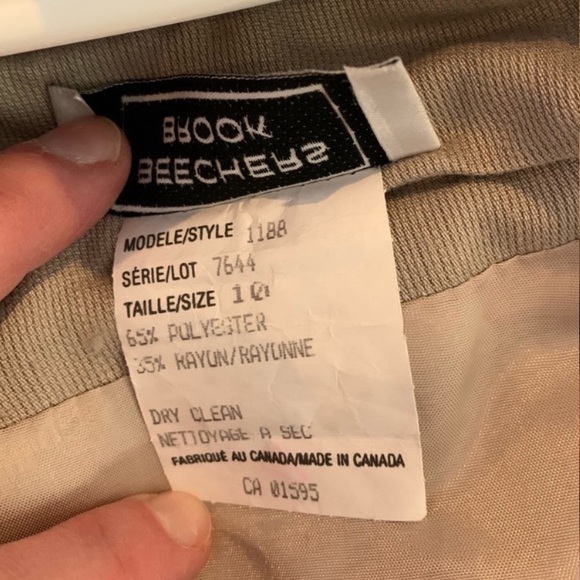 BEECHERS
BROOK
MODELE/STYLE 1188
SÉRIE/LOT 7644
TAILLE/SIZE 10
65% POLYESTER
35% RAYON/RAYONNE
DRY CLEAN
NETTOYAGE A SEC
FABRIQUÉ AU CANADA/MADE IN CANADA
CA 01595